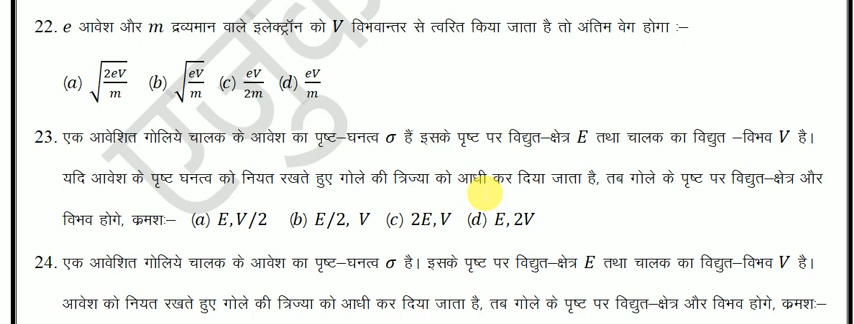 22. e आवेश और m द्रव्यमान वाले इलेक्ट्रॉन को V विभवान्तर से त्वरित किया जाता है तो अंतिम वेग होगा :–
(a) √(2eV/m) (b) √(eV/m) (c) eV/2m (d) eV/m
23. एक आवेशित गोलिये चालक के आवेश का पृष्ट–घनत्व σ हैं इसके पृष्ट पर विद्युत–क्षेत्र E तथा चालक का विद्युत –विभव V है।
यदि आवेश के पृष्ट घनत्व को नियत रखते हुए गोले की त्रिज्या को आधी कर दिया जाता है, तब गोले के पृष्ट पर विद्युत–क्षेत्र और
विभव होगे, क्रमशः– (a) E,V/2 (b) E/2, V (c) 2E,V (d) E,2V
24. एक आवेशित गोलिये चालक के आवेश का पृष्ट–घनत्व σ है। इसके पृष्ट पर विद्युत–क्षेत्र E तथा चालक का विद्युत–विभव V है।
आवेश को नियत रखते हुए गोले की त्रिज्या को आधी कर दिया जाता है, तब गोले के पृष्ट पर विद्युत–क्षेत्र और विभव होगे, क्रमशः–